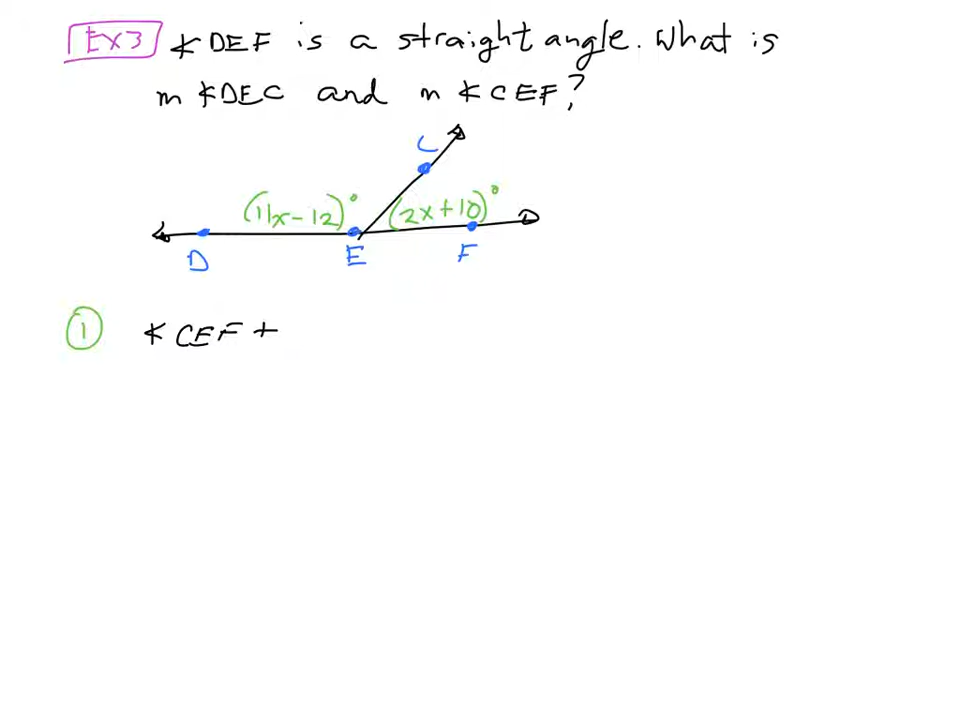 Ex3 ∡DEF is a straight angle. What is
m ∡DEC and m ∡CEF?
C
(11x-12)° (2x+10)°
D E F
1 ∡CEF +